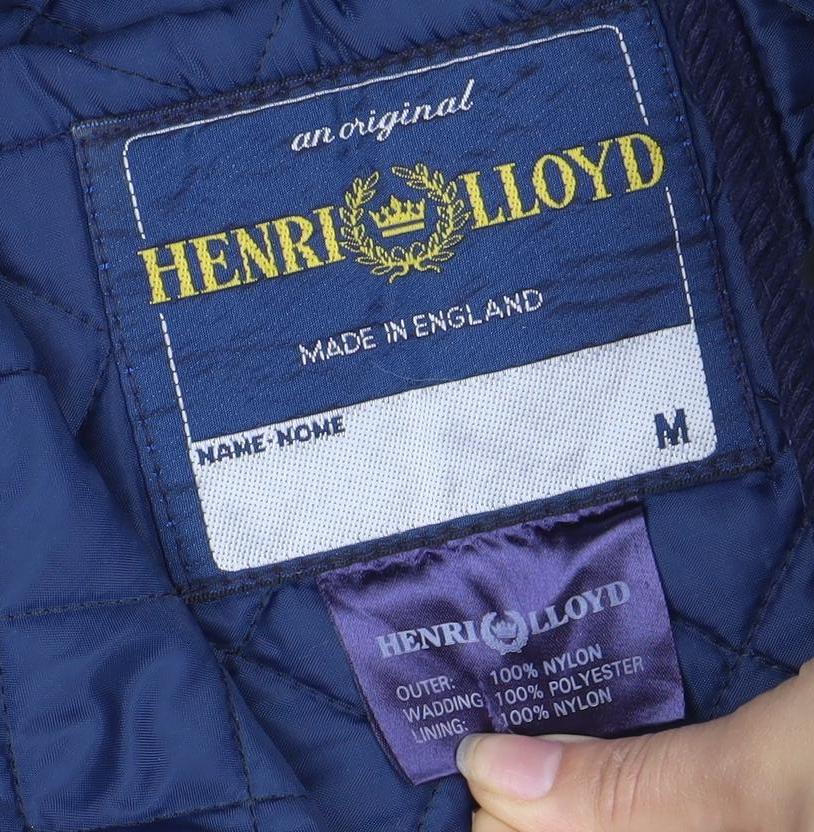 an original
HENRI LLOYD
MADE IN ENGLAND
NAME·NOME
M
HENRI LLOYD
OUTER: 100% NYLON
WADDING 100% POLYESTER
LINING: 100% NYLON